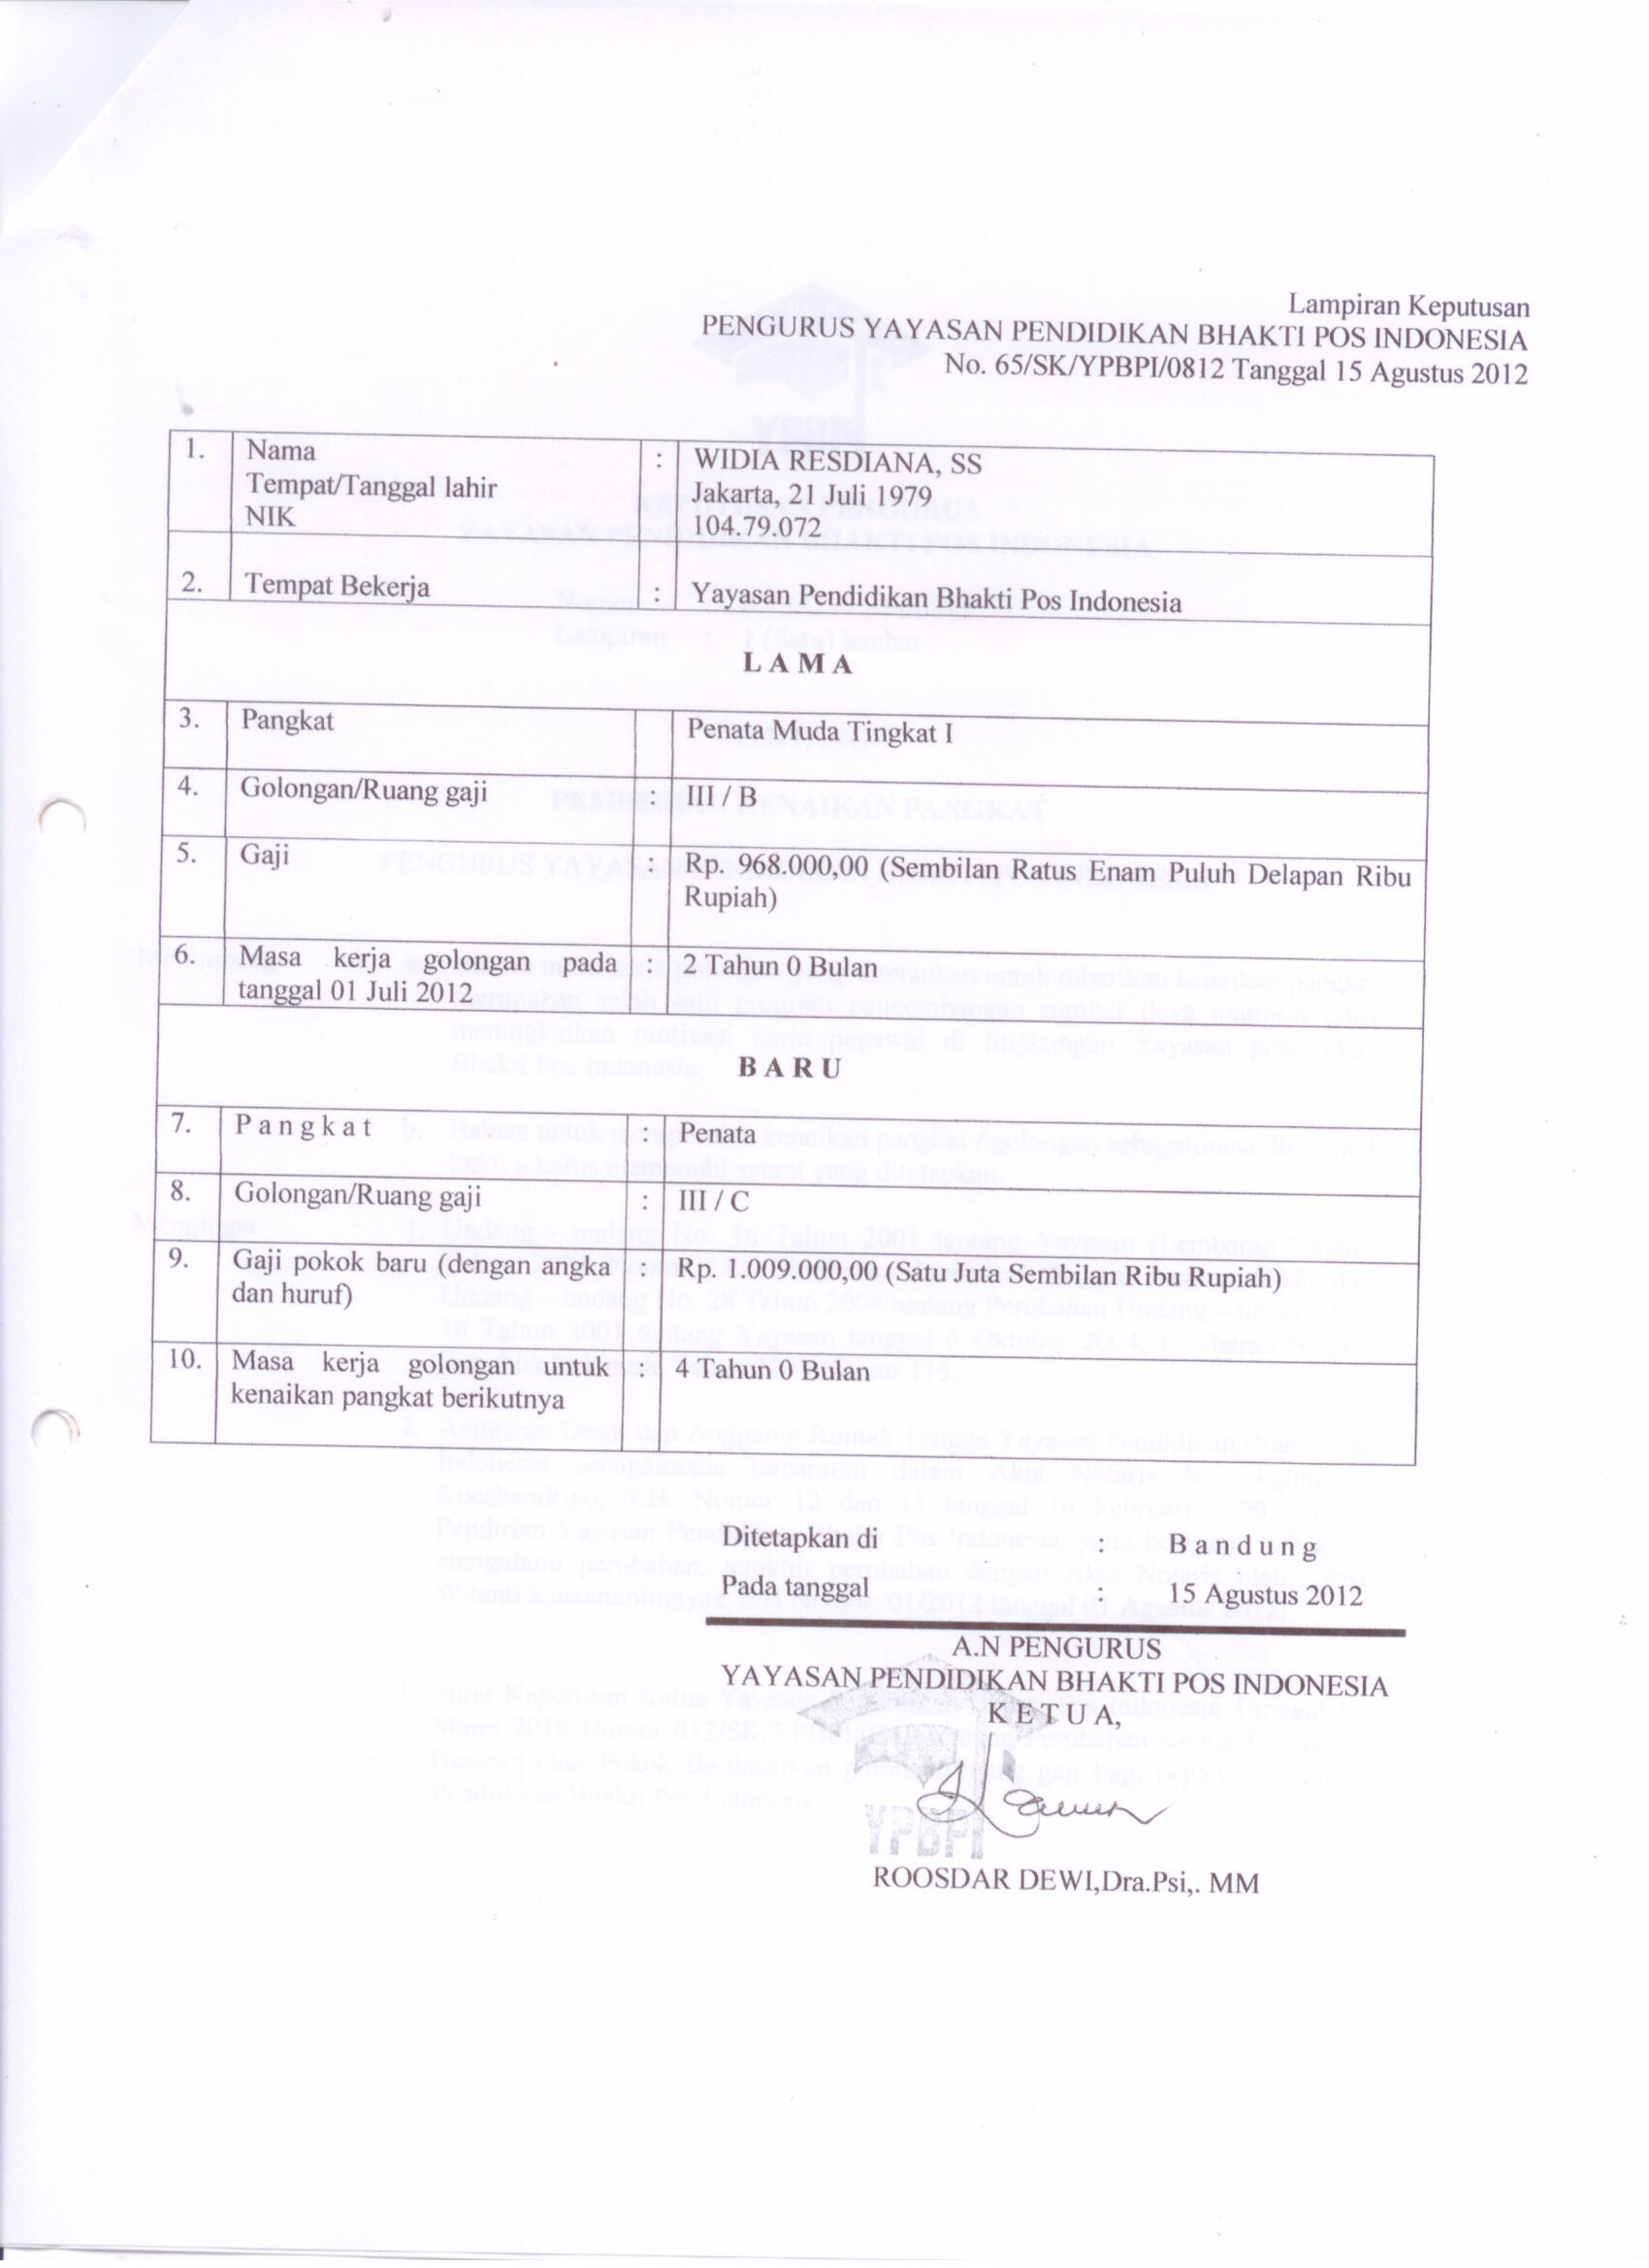 Lampiran Keputusan
PENGURUS YAYASAN PENDIDIKAN BHAKTI POS INDONESIA
No. 65/SK/YPBPI/0812 Tanggal 15 Agustus 2012
1. Nama : WIDIA RESDIANA, SS
Tempat/Tanggal lahir Jakarta, 21 Juli 1979
NIK 104.79.072
2. Tempat Bekerja : Yayasan Pendidikan Bhakti Pos Indonesia
L A M A
3. Pangkat Penata Muda Tingkat I
4. Golongan/Ruang gaji : III / B
5. Gaji : Rp. 968.000,00 (Sembilan Ratus Enam Puluh Delapan Ribu
Rupiah)
6. Masa kerja golongan pada : 2 Tahun 0 Bulan
tanggal 01 Juli 2012
B A R U
7. P a n g k a t : Penata
8. Golongan/Ruang gaji : III / C
9. Gaji pokok baru (dengan angka : Rp. 1.009.000,00 (Satu Juta Sembilan Ribu Rupiah)
dan huruf)
10. Masa kerja golongan untuk : 4 Tahun 0 Bulan
kenaikan pangkat berikutnya
Ditetapkan di : B a n d u n g
Pada tanggal : 15 Agustus 2012
A.N PENGURUS
YAYASAN PENDIDIKAN BHAKTI POS INDONESIA
K E T U A,
YPBPI
ROOSDAR DEWI,Dra.Psi,. MM